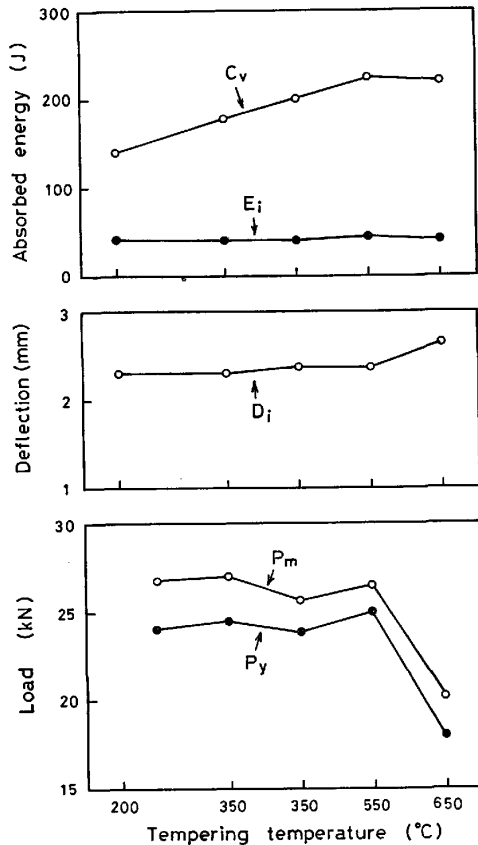 300
200
100
0
Absorbed energy (J)
Cv
Ei
3
2
1
Deflection (mm)
Di
30
25
20
15
Load (kN)
Pm
Py
200 350 350 550 650
Tempering temperature (°C)